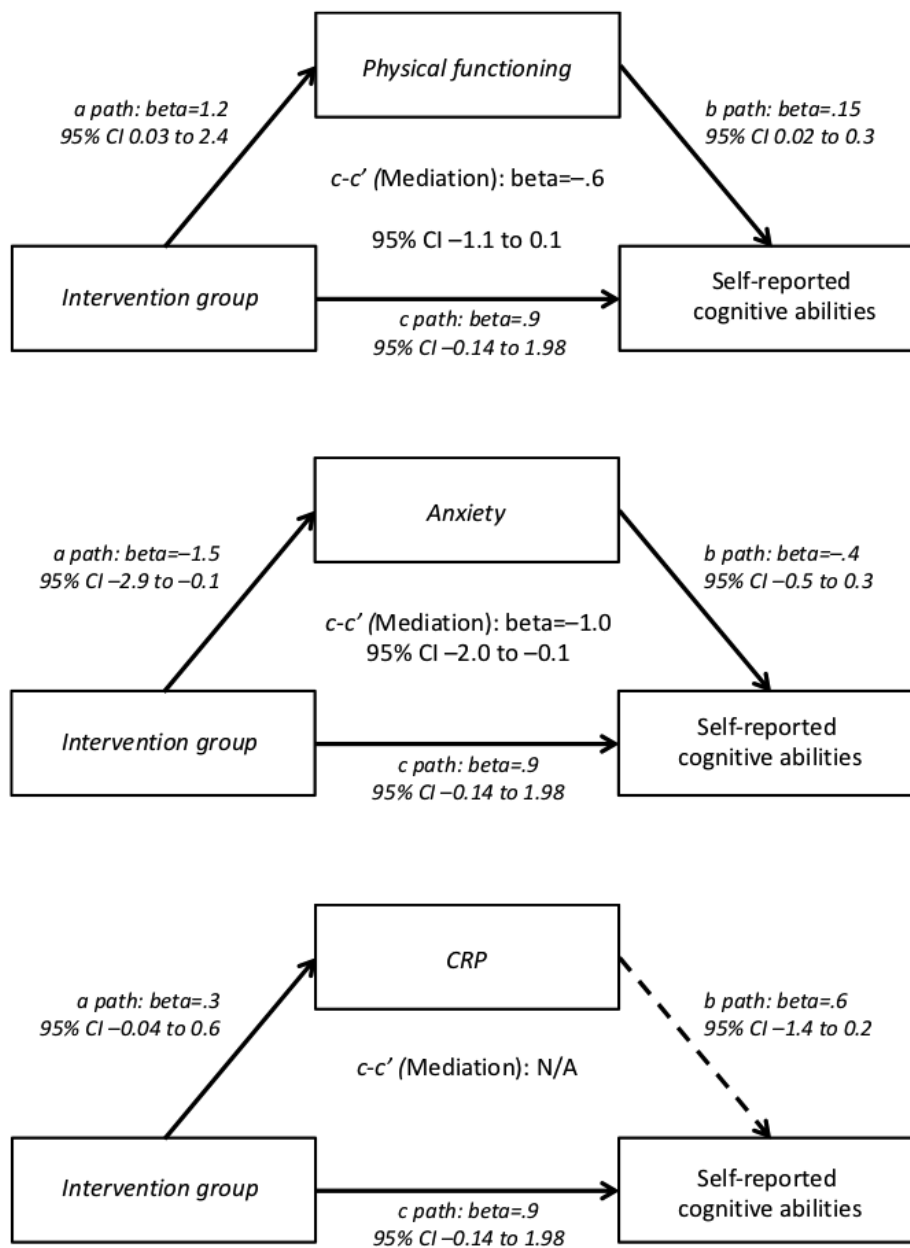 Physical functioning
a path: beta=1.2
95% CI 0.03 to 2.4
b path: beta=.15
95% CI 0.02 to 0.3
c-c’ (Mediation): beta=–.6
95% CI –1.1 to 0.1
Intervention group
Self-reported
cognitive abilities
c path: beta=.9
95% CI –0.14 to 1.98
Anxiety
a path: beta=–1.5
95% CI –2.9 to –0.1
b path: beta=–.4
95% CI –0.5 to 0.3
c-c’ (Mediation): beta=–1.0
95% CI –2.0 to –0.1
Intervention group
Self-reported
cognitive abilities
c path: beta=.9
95% CI –0.14 to 1.98
CRP
a path: beta=.3
95% CI –0.04 to 0.6
b path: beta=.6
95% CI –1.4 to 0.2
c-c’ (Mediation): N/A
Intervention group
Self-reported
cognitive abilities
c path: beta=.9
95% CI –0.14 to 1.98